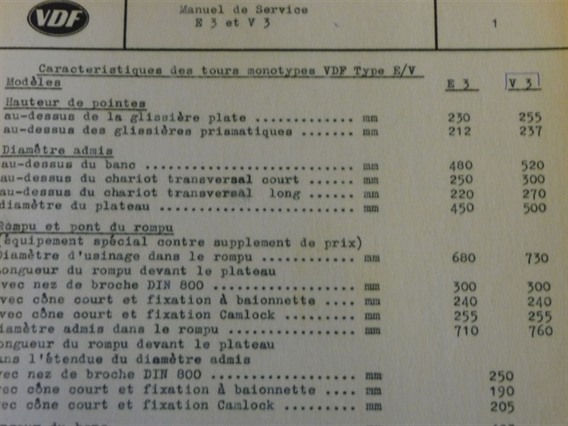 VDF
Manuel de Service
E 3 et V 3
1
Caracteristiques des tours monotypes VDF Type E/V
Modèles E 3 V 3
Hauteur de pointes
au-dessus de la glissière plate ............. mm 230 255
au-dessus des glissières prismatiques ....... mm 212 237
Diamètre admis
au-dessus du banc ........................... mm 480 520
au-dessus du chariot transversal court ...... mm 250 300
au-dessus du chariot transversal long ...... mm 220 270
diamètre du plateau ......................... mm 450 500
Rompu et pont du rompu
(équipement spécial contre supplement de prix)
Diamètre d'usinage dans le rompu ............ mm 680 730
ongueur du rompu devant le plateau
vec nez de broche DIN 800 ................... mm 300 300
vec cône court et fixation à baionnette .... mm 240 240
vec cône court et fixation Camlock .......... mm 255 255
iamètre admis dans le rompu ................. mm 710 760
ongueur du rompu devant le plateau
ans l'étendue du diamètre admis
vec nez de broche DIN 800 ................... mm 250
vec cône court et fixation à baionnette .... mm 190
vec cône court et fixation Camlock .......... mm 205